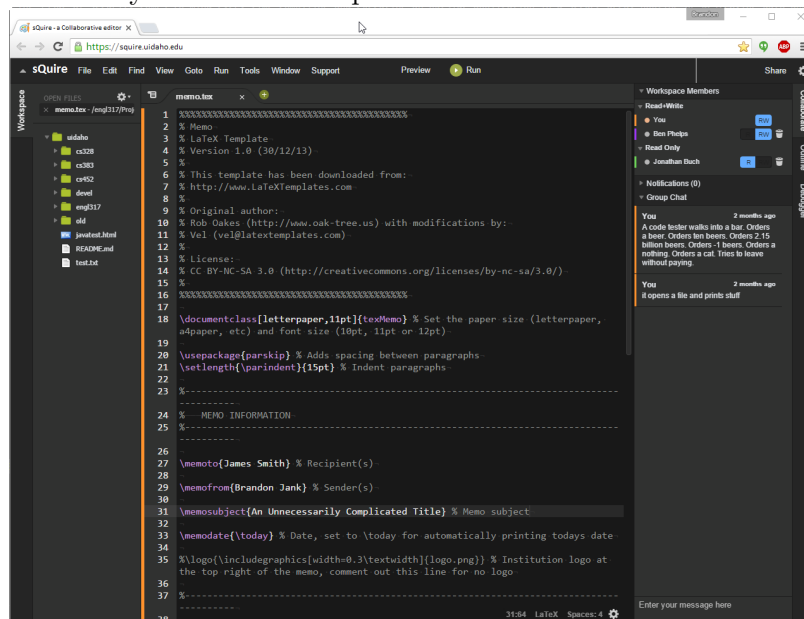 Brandon
sQuire - a Collaborative editor
https://squire.uidaho.edu
ABP
sQuire File Edit Find View Goto Run Tools Window Support Preview Run Share
Workspace
OPEN FILES
memo.tex - /engl317/Proj
uidaho
cs328
cs383
cs452
devel
engl317
old
javatest.html
README.md
test.txt
memo.tex
1 %%%%%%%%%%%%%%%%%%%%%%%%%%%%%%%%%%%%%%%%%
2 % Memo
3 % LaTeX Template
4 % Version 1.0 (30/12/13)
5 %
6 % This template has been downloaded from:
7 % http://www.LaTeXTemplates.com
8 %
9 % Original author:
10 % Rob Oakes (http://www.oak-tree.us) with modifications by:
11 % Vel (vel@latextemplates.com)
12 %
13 % License:
14 % CC BY-NC-SA 3.0 (http://creativecommons.org/licenses/by-nc-sa/3.0/)
15 %
16 %%%%%%%%%%%%%%%%%%%%%%%%%%%%%%%%%%%%%%%%%
17
18 \documentclass[letterpaper,11pt]{texMemo} % Set the paper size (letterpaper,
a4paper, etc) and font size (10pt, 11pt or 12pt)
19
20 \usepackage{parskip} % Adds spacing between paragraphs
21 \setlength{\parindent}{15pt} % Indent paragraphs
22
23 %----------------------------------------------------------------------
----------
24 % MEMO INFORMATION
25 %----------------------------------------------------------------------
----------
26
27 \memoto{James Smith} % Recipient(s)
28
29 \memofrom{Brandon Jank} % Sender(s)
30
31 \memosubject{An Unnecessarily Complicated Title} % Memo subject
32
33 \memodate{\today} % Date, set to \today for automatically printing todays date
34
35 %\logo{\includegraphics[width=0.3\textwidth]{logo.png}} % Institution logo at
the top right of the memo, comment out this line for no logo
36
37 %----------------------------------------------------------------------
----------
31:64 LaTeX Spaces: 4
Workspace Members
Read+Write
You RW
Ben Phelps RW
Read Only
Jonathan Buch R
Notifications (0)
Group Chat
You 2 months ago
A code tester walks into a bar. Orders
a beer. Orders ten beers. Orders 2.15
billion beers. Orders -1 beers. Orders a
nothing. Orders a cat. Tries to leave
without paying.
You 2 months ago
it opens a file and prints stuff
Enter your message here
Collaborate
Outline
Debugger